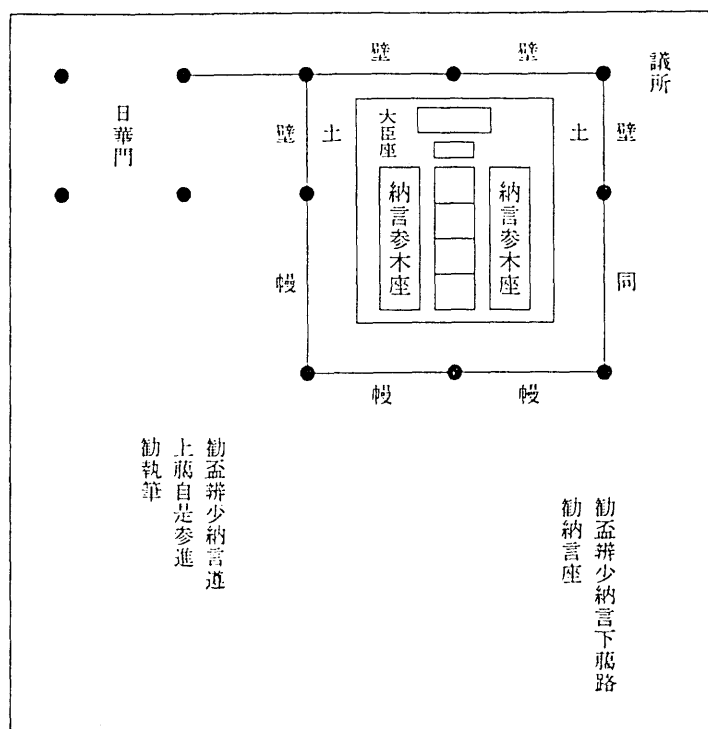 議所
壁
壁
壁
土
大臣座
土
壁
日華門
納言参木座
納言参木座
幔
同
幔
幔
勧盃辨少納言下﨟路
勧納言座
勧盃辨少納言遵
上﨟自是参進
勧執筆